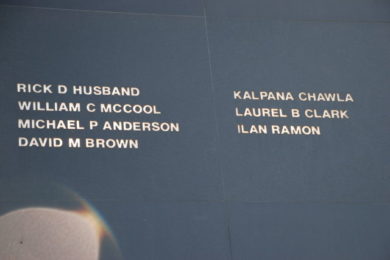 RICK D HUSBAND
WILLIAM C MCCOOL
MICHAEL P ANDERSON
DAVID M BROWN
KALPANA CHAWLA
LAUREL B CLARK
ILAN RAMON